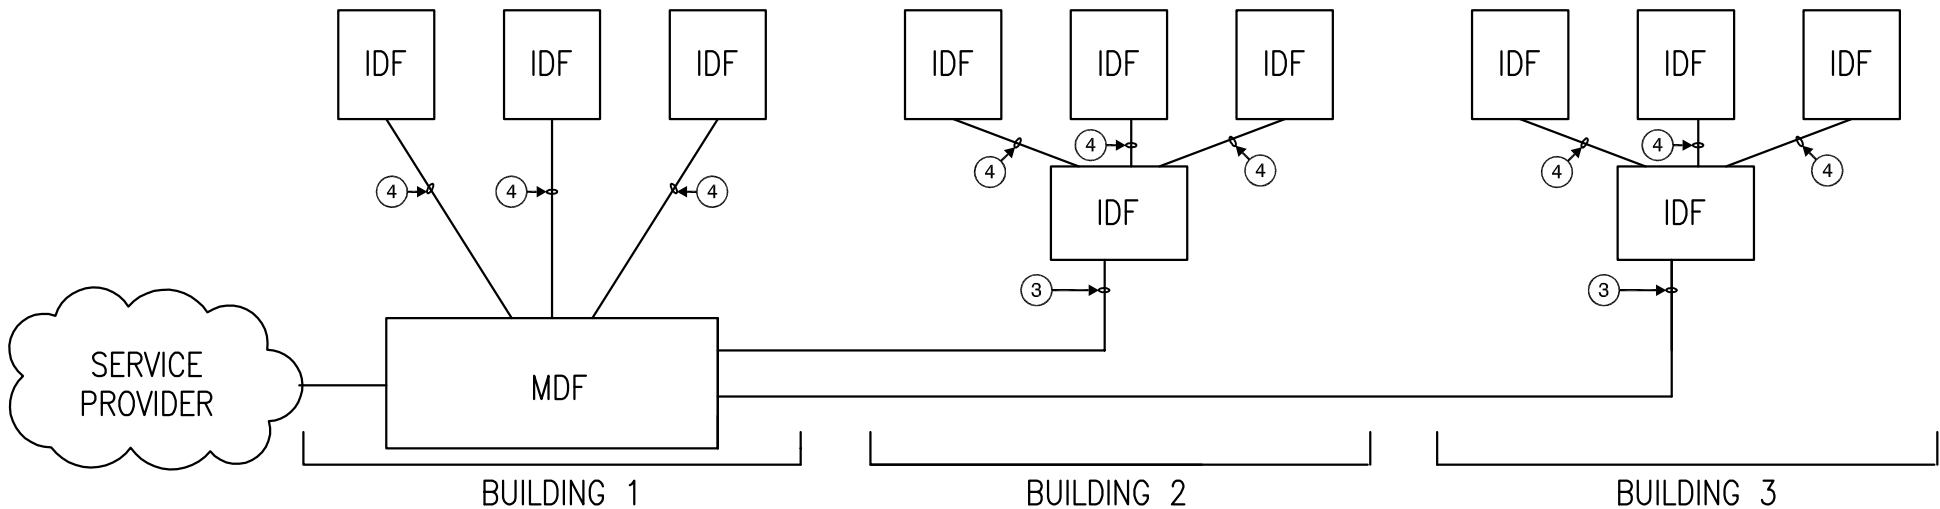 IDF IDF IDF IDF IDF IDF IDF IDF IDF
4 4 4 4 4 4
4 4 4
IDF IDF
3 3
SERVICE
PROVIDER
MDF
BUILDING 1 BUILDING 2 BUILDING 3